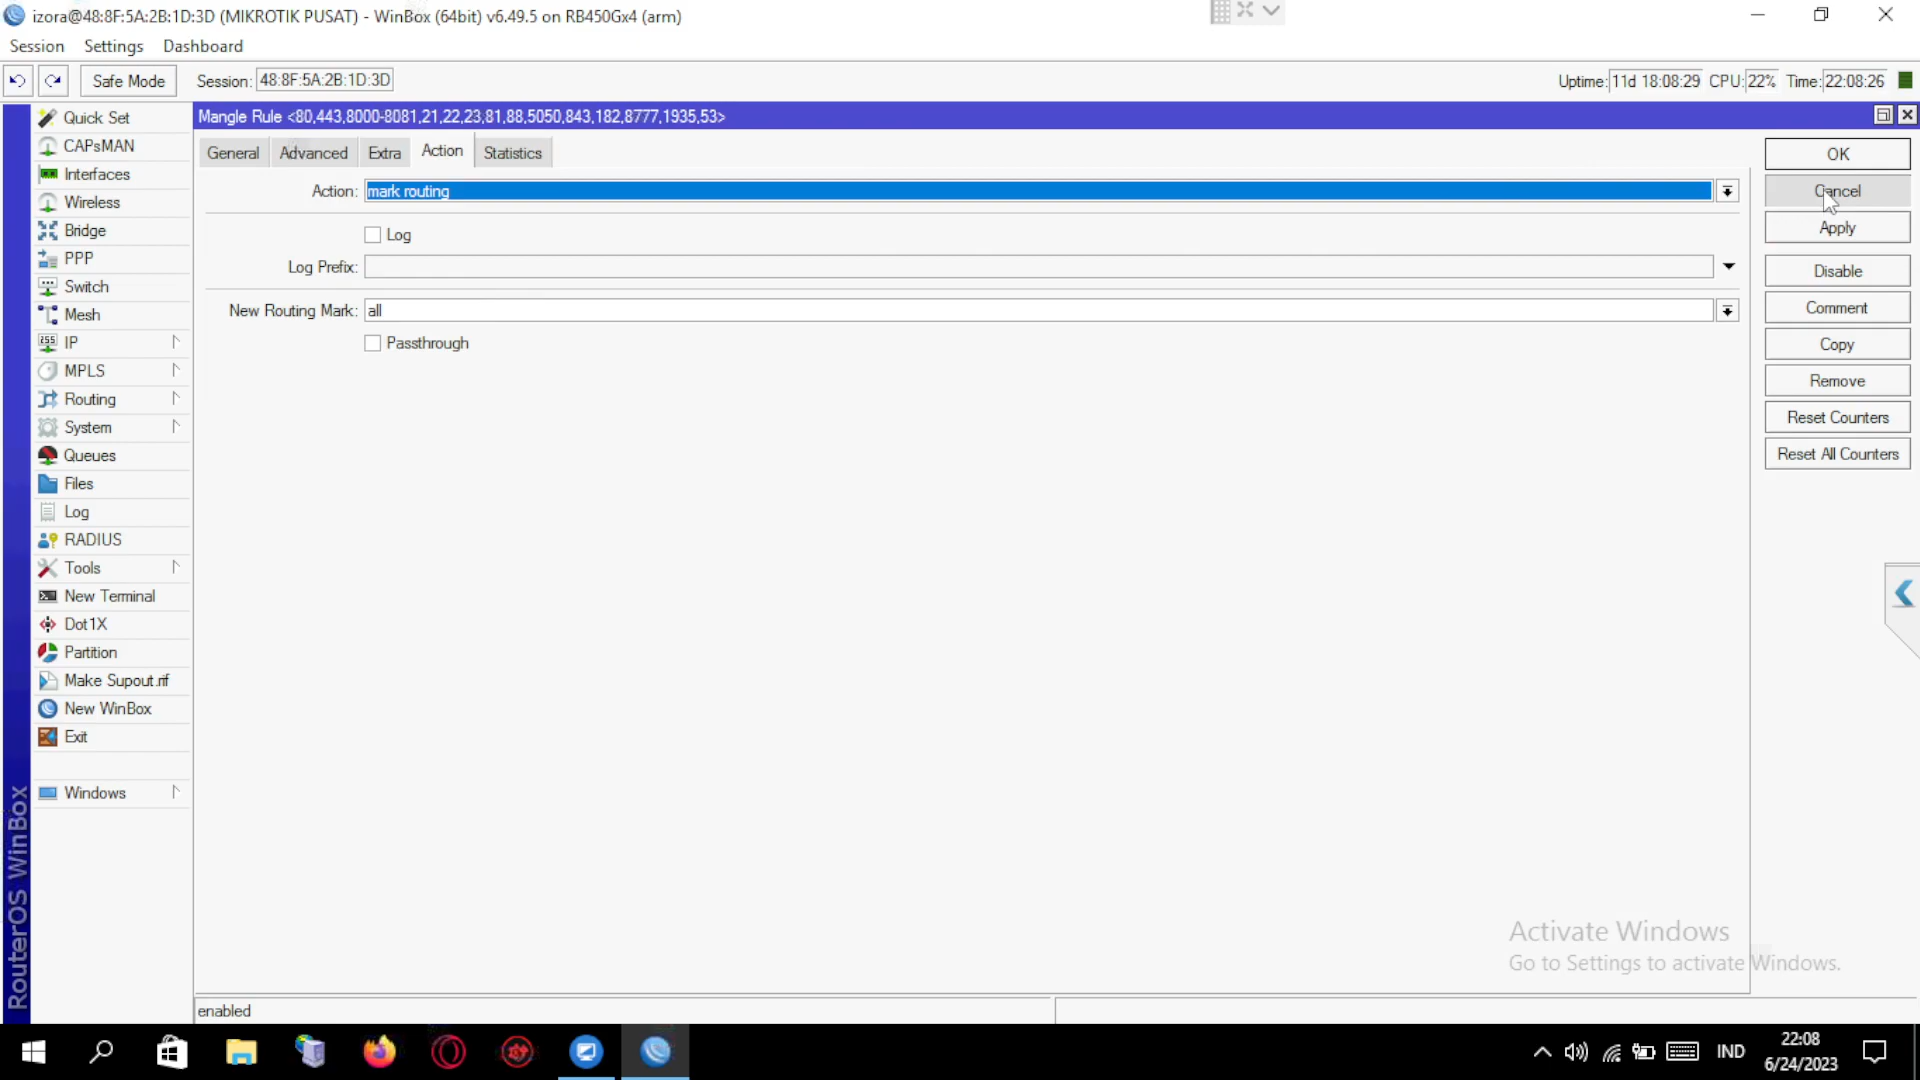 izora@48:8F:5A:2B:1D:3D (MIKROTIK PUSAT) - WinBox (64bit) v6.49.5 on RB450Gx4 (arm)
Session Settings Dashboard
Safe Mode Session: 48:8F:5A:2B:1D:3D Uptime: 11d 18:08:29 CPU: 22% Time: 22:08:26
Mangle Rule <80,443,8000-8081,21,22,23,81,88,5050,843,182,8777,1935,53>
Quick Set
CAPsMAN
Interfaces
Wireless
Bridge
PPP
Switch
Mesh
IP
MPLS
Routing
System
Queues
Files
Log
RADIUS
Tools
New Terminal
Dot1X
Partition
Make Supout.rif
New WinBox
Exit
Windows
RouterOS WinBox
General Advanced Extra Action Statistics
Action: mark routing
Log
Log Prefix:
New Routing Mark: all
Passthrough
OK
Cancel
Apply
Disable
Comment
Copy
Remove
Reset Counters
Reset All Counters
Activate Windows
Go to Settings to activate Windows.
enabled
IND
22:08
6/24/2023